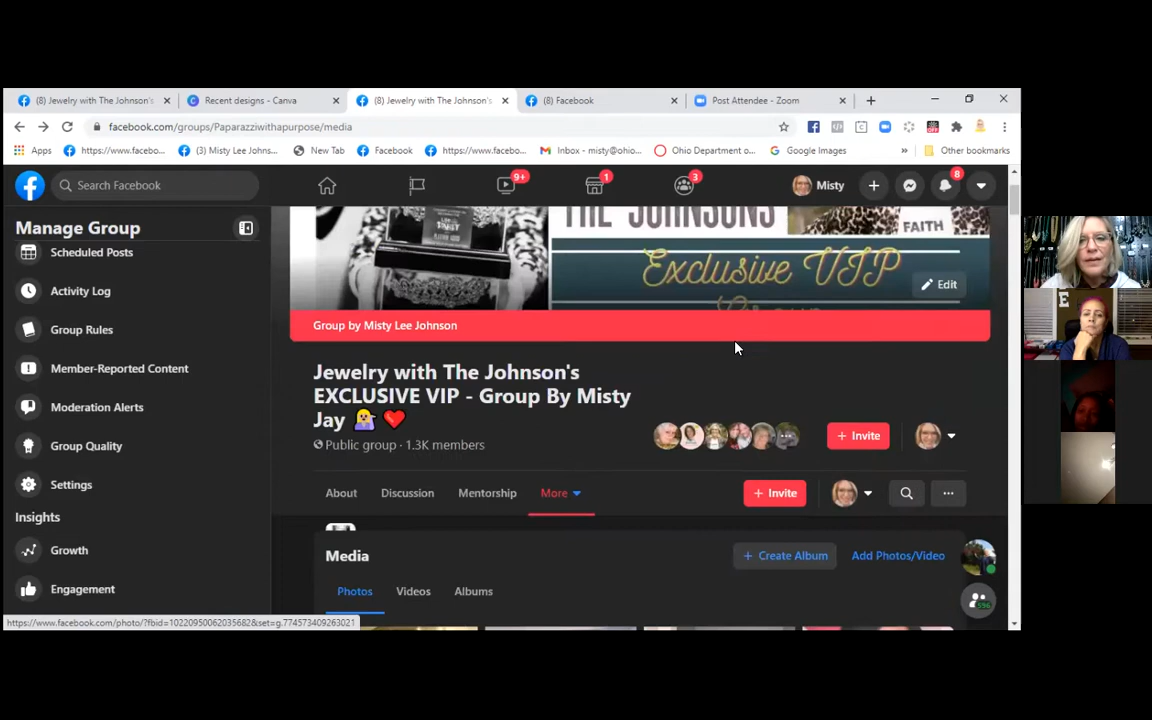 (8) Jewelry with The Johnson's
Recent designs - Canva
(8) Jewelry with The Johnson's
(8) Facebook
Post Attendee - Zoom
facebook.com/groups/Paparazziwithapurpose/media
Apps
https://www.facebo...
(3) Misty Lee Johns...
New Tab
Facebook
https://www.facebo...
Inbox - misty@ohio...
Ohio Department o...
Google Images
Other bookmarks
Search Facebook
9+
1
3
Misty
8
Manage Group
Scheduled Posts
Activity Log
Group Rules
Member-Reported Content
Moderation Alerts
Group Quality
Settings
Insights
Growth
Engagement
THE JOHNSONS
FAITH
Exclusive VIP
Edit
Group by Misty Lee Johnson
Jewelry with The Johnson's
EXCLUSIVE VIP - Group By Misty
Jay 💁‍♀️ ❤️
Public group · 1.3K members
+ Invite
About
Discussion
Mentorship
More
+ Invite
Media
+ Create Album
Add Photos/Video
Photos
Videos
Albums
https://www.facebook.com/photo/?fbid=10220950062035682&set=g.774573409263021
E